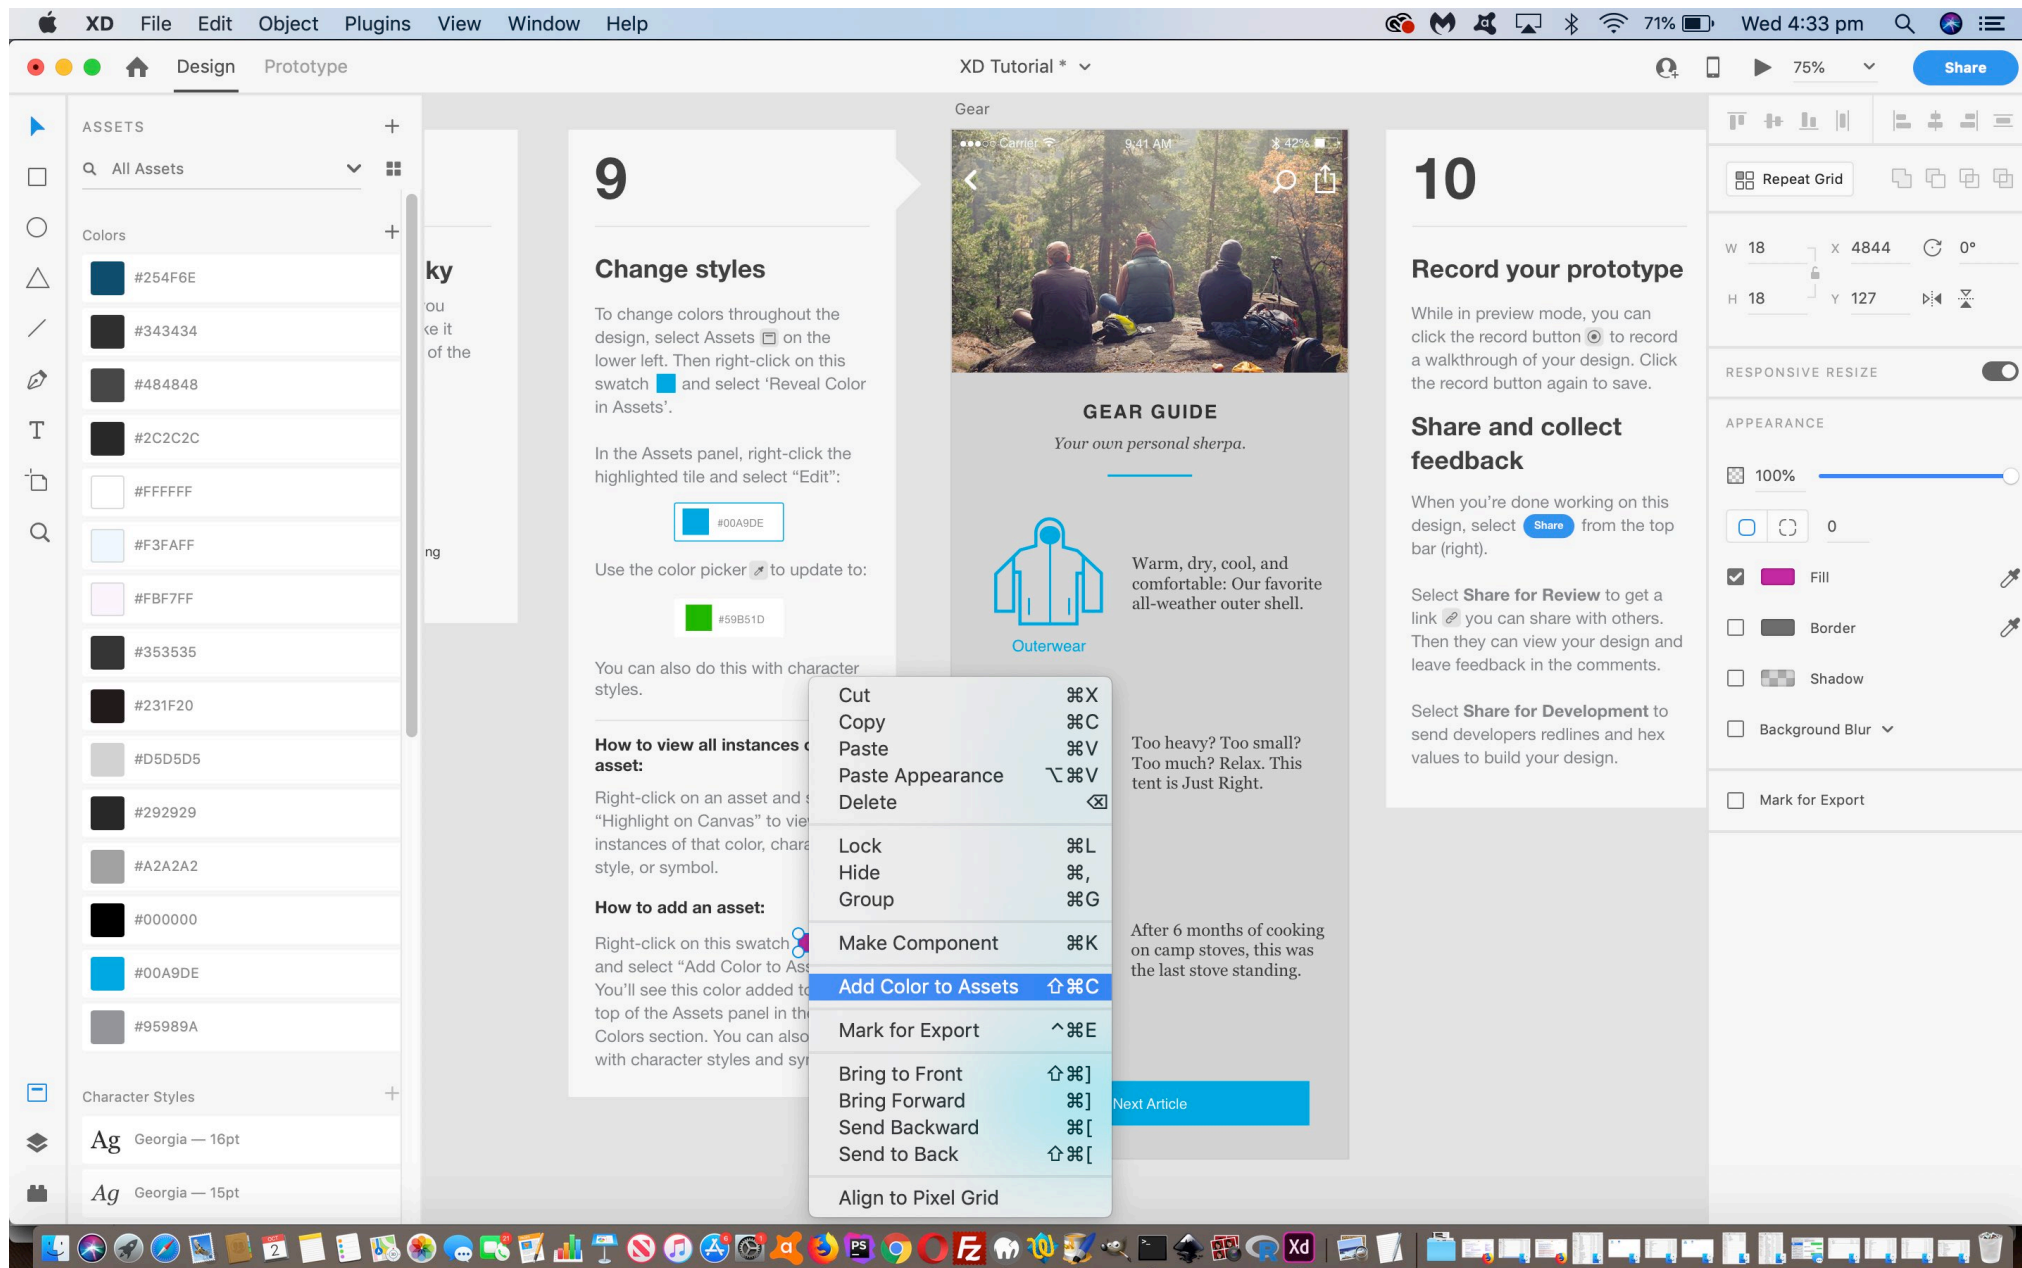 XD File Edit Object Plugins View Window Help 71% Wed 4:33 pm
Design Prototype XD Tutorial * 75% Share
ASSETS
All Assets
Colors
#254F6E
#343434
#484848
#2C2C2C
#FFFFFF
#F3FAFF
#FBF7FF
#353535
#231F20
#D5D5D5
#292929
#A2A2A2
#000000
#00A9DE
#95989A
Character Styles
Ag Georgia — 16pt
Ag Georgia — 15pt
ky
ou
ke it
of the
ng
9
Change styles
To change colors throughout the
design, select Assets on the
lower left. Then right-click on this
swatch and select ‘Reveal Color
in Assets’.
In the Assets panel, right-click the
highlighted tile and select “Edit”:
#00A9DE
Use the color picker to update to:
#59B51D
You can also do this with character
styles.
How to view all instances
asset:
Right-click on an asset and
“Highlight on Canvas” to
instances of that color,
style, or symbol.
How to add an asset:
Right-click on this swatch
and select “Add Color to
You’ll see this color added
top of the Assets panel in
Colors section. You can also
with character styles and
Cut ⌘X
Copy ⌘C
Paste ⌘V
Paste Appearance ⌥⌘V
Delete ⌫
Lock ⌘L
Hide ⌘,
Group ⌘G
Make Component ⌘K
Add Color to Assets ⇧⌘C
Mark for Export ^⌘E
Bring to Front ⇧⌘]
Bring Forward ⌘]
Send Backward ⌘[
Send to Back ⇧⌘[
Align to Pixel Grid
Gear
Carrier 9:41 AM 42%
GEAR GUIDE
Your own personal sherpa.
Outerwear
Warm, dry, cool, and
comfortable: Our favorite
all-weather outer shell.
Too heavy? Too small?
Too much? Relax. This
tent is Just Right.
After 6 months of cooking
on camp stoves, this was
the last stove standing.
Next Article
10
Record your prototype
While in preview mode, you can
click the record button to record
a walkthrough of your design. Click
the record button again to save.
Share and collect
feedback
When you’re done working on this
design, select Share from the top
bar (right).
Select Share for Review to get a
link you can share with others.
Then they can view your design and
leave feedback in the comments.
Select Share for Development to
send developers redlines and hex
values to build your design.
Repeat Grid
W 18 X 4844 0°
H 18 Y 127
RESPONSIVE RESIZE
APPEARANCE
100%
0
Fill
Border
Shadow
Background Blur
Mark for Export
2
PS
Fz
R
Xd